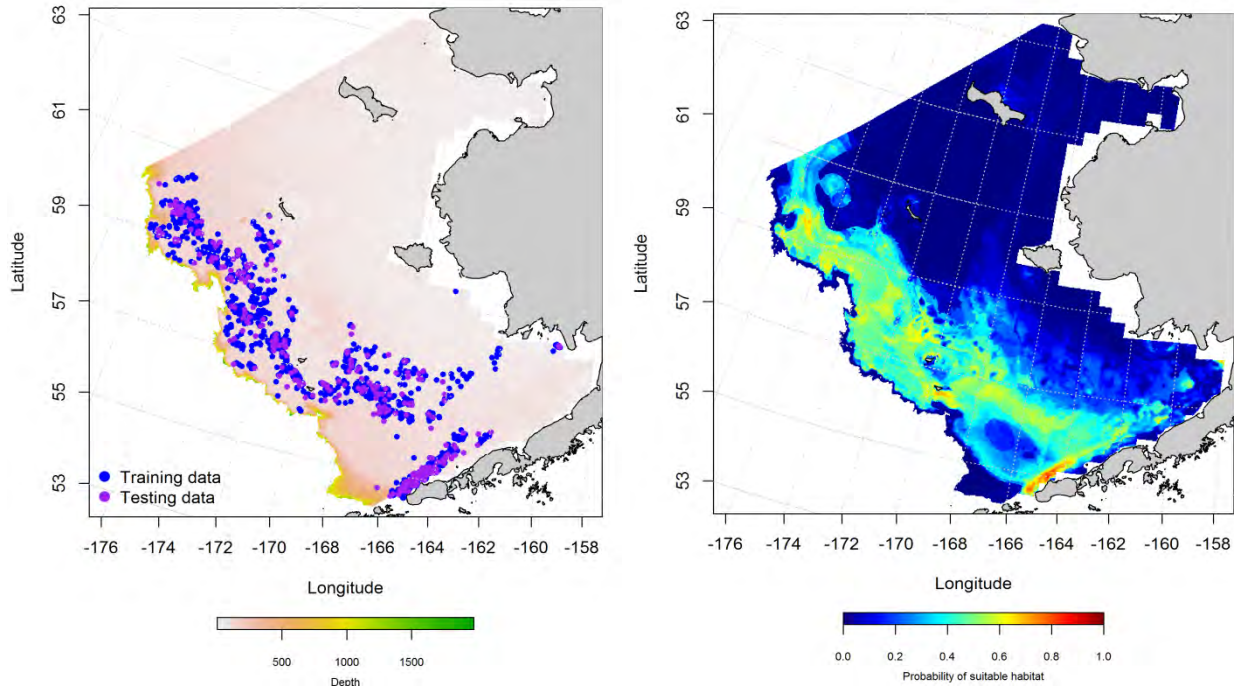 63
61
59
57
55
53
Latitude
Training data
Testing data
-176 -174 -172 -170 -168 -166 -164 -162 -160 -158
Longitude
500 1000 1500
Depth
63
61
59
57
55
53
Latitude
-176 -174 -172 -170 -168 -166 -164 -162 -160 -158
Longitude
0.0 0.2 0.4 0.6 0.8 1.0
Probability of suitable habitat